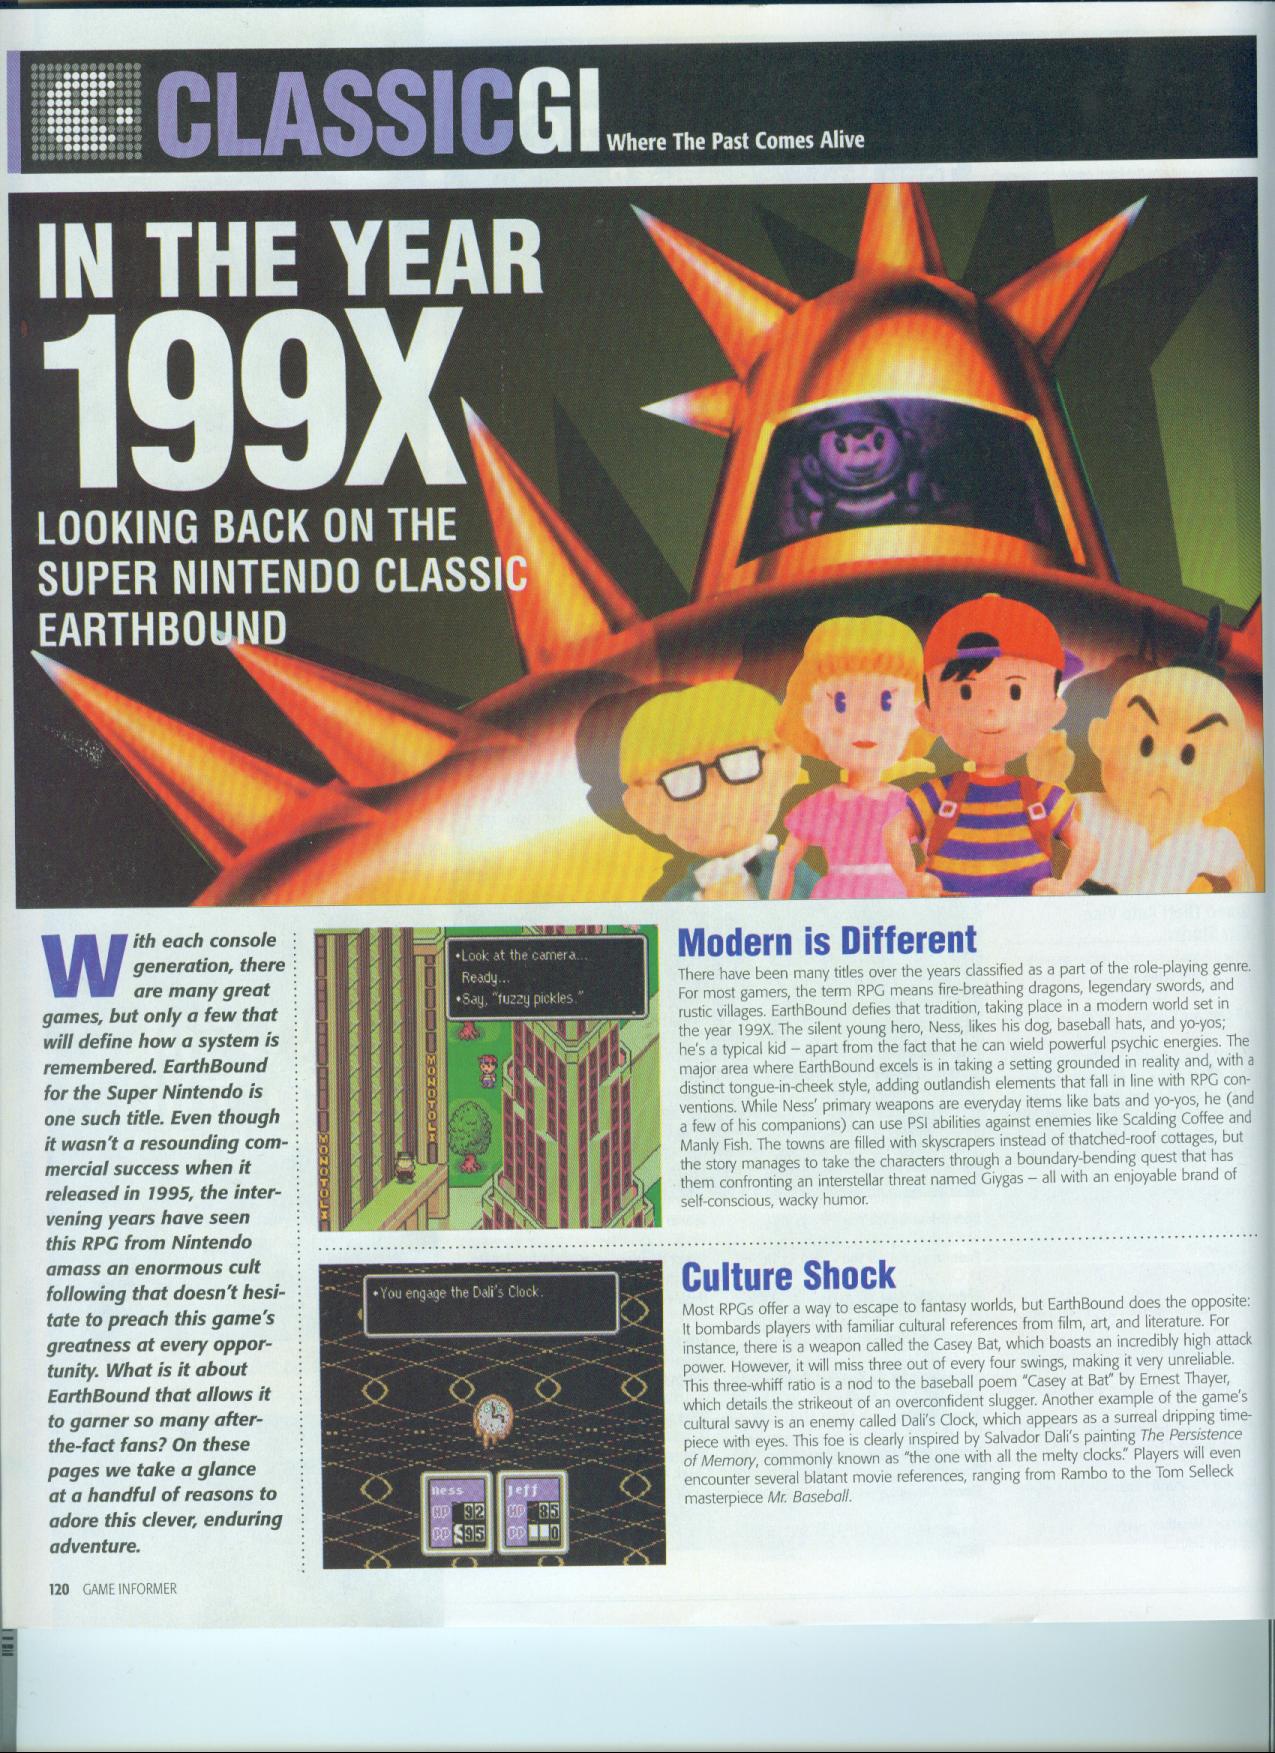 CLASSICGI Where The Past Comes Alive
IN THE YEAR
199X
LOOKING BACK ON THE
SUPER NINTENDO CLASSIC
EARTHBOUND
With each console
generation, there
are many great
games, but only a few that
will define how a system is
remembered. EarthBound
for the Super Nintendo is
one such title. Even though
it wasn't a resounding com-
mercial success when it
released in 1995, the inter-
vening years have seen
this RPG from Nintendo
amass an enormous cult
following that doesn't hesi-
tate to preach this game's
greatness at every oppor-
tunity. What is it about
EarthBound that allows it
to garner so many after-
the-fact fans? On these
pages we take a glance
at a handful of reasons to
adore this clever, enduring
adventure.
•Look at the camera...
Ready...
•Say, "fuzzy pickles."
MONOTOLI
MONOTOLI
Modern is Different
There have been many titles over the years classified as a part of the role-playing genre.
For most gamers, the term RPG means fire-breathing dragons, legendary swords, and
rustic villages. EarthBound defies that tradition, taking place in a modern world set in
the year 199X. The silent young hero, Ness, likes his dog, baseball hats, and yo-yos;
he's a typical kid – apart from the fact that he can wield powerful psychic energies. The
major area where EarthBound excels is in taking a setting grounded in reality and, with a
distinct tongue-in-cheek style, adding outlandish elements that fall in line with RPG con-
ventions. While Ness' primary weapons are everyday items like bats and yo-yos, he (and
a few of his companions) can use PSI abilities against enemies like Scalding Coffee and
Manly Fish. The towns are filled with skyscrapers instead of thatched-roof cottages, but
the story manages to take the characters through a boundary-bending quest that has
them confronting an interstellar threat named Giygas – all with an enjoyable brand of
self-conscious, wacky humor.
•You engage the Dali's Clock.
Ness
HP 92
PP 95
Jeff
HP 85
PP 0
Culture Shock
Most RPGs offer a way to escape to fantasy worlds, but EarthBound does the opposite:
It bombards players with familiar cultural references from film, art, and literature. For
instance, there is a weapon called the Casey Bat, which boasts an incredibly high attack
power. However, it will miss three out of every four swings, making it very unreliable.
This three-whiff ratio is a nod to the baseball poem "Casey at Bat" by Ernest Thayer,
which details the strikeout of an overconfident slugger. Another example of the game's
cultural savvy is an enemy called Dali's Clock, which appears as a surreal dripping time-
piece with eyes. This foe is clearly inspired by Salvador Dali's painting The Persistence
of Memory, commonly known as "the one with all the melty clocks." Players will even
encounter several blatant movie references, ranging from Rambo to the Tom Selleck
masterpiece Mr. Baseball.
120 GAME INFORMER